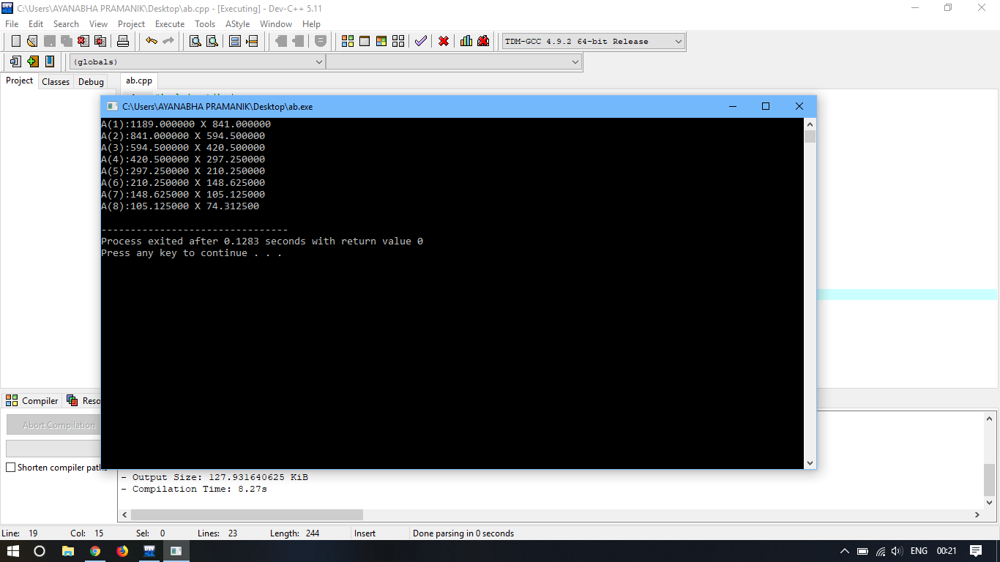 C:\Users\AYANABHA PRAMANIK\Desktop\ab.cpp - [Executing] - Dev-C++ 5.11
File Edit Search View Project Execute Tools AStyle Window Help
TDM-GCC 4.9.2 64-bit Release
(globals)
Project Classes Debug ab.cpp
C:\Users\AYANABHA PRAMANIK\Desktop\ab.exe
A(1):1189.000000 X 841.000000
A(2):841.000000 X 594.500000
A(3):594.500000 X 420.500000
A(4):420.500000 X 297.250000
A(5):297.250000 X 210.250000
A(6):210.250000 X 148.625000
A(7):148.625000 X 105.125000
A(8):105.125000 X 74.312500
--------------------------------
Process exited after 0.1283 seconds with return value 0
Press any key to continue . . .
Compiler Reso
Abort Compilation
Shorten compiler paths
- Output Size: 127.931640625 KiB
- Compilation Time: 8.27s
Line: 19 Col: 15 Sel: 0 Lines: 23 Length: 244 Insert Done parsing in 0 seconds
DEV
ENG 00:21